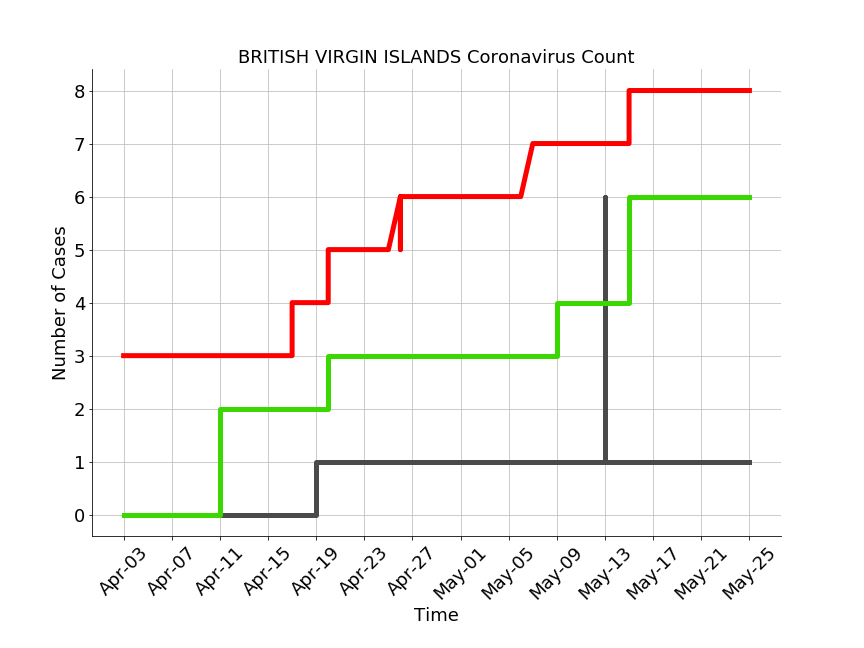 BRITISH VIRGIN ISLANDS Coronavirus Count
8
7
6
5
4
3
2
1
0
Number of Cases
Apr-03
Apr-07
Apr-11
Apr-15
Apr-19
Apr-23
Apr-27
May-01
May-05
May-09
May-13
May-17
May-21
May-25
Time